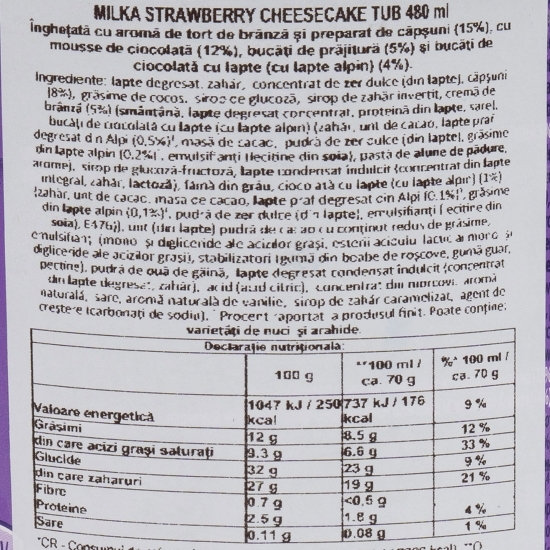 MILKA STRAWBERRY CHEESECAKE TUB 480 ml
Înghețată cu aromă de tort de brânză și preparat de căpșuni (15%), cu
mousse de ciocolată (12%), bucăți de prăjitură (5%) și bucăți de
ciocolată cu lapte (cu lapte alpin) (4%).
Ingrediente: lapte degresat, zahăr, concentrat de zer dulce (din lapte), căpșuni
(8%), grăsime de cocos, sirop de glucoză, sirop de zahăr invertit, cremă de
brânză (5%) (smântână, lapte degresat concentrat, proteină din lapte, sare),
bucăți de ciocolată cu lapte (cu lapte alpin) (zahăr, unt de cacao, lapte praf
degresat din Alpi (0,5%)¹, masă de cacao, pudră de zer dulce (din lapte), grăsime
din lapte alpin (0,2%)¹, emulsifianți (lecitine din soia), pastă de alune de pădure,
arome), sirop de glucoză-fructoză, lapte condensat îndulcit (concentrat din lapte
integral, zahăr, lactoză), făină din grâu, ciocolată cu lapte (cu lapte alpin) (1%)
(zahăr, unt de cacao, masă de cacao, lapte praf degresat din Alpi (0,1%)¹, grăsime
din lapte alpin (0,1%)¹, pudră de zer dulce (din lapte), emulsifianți (lecitine din
soia), E476)), unt (din lapte) pudră de cacao cu conținut redus de grăsime,
emulsifianți (mono și digliceride ale acizilor grași, esterii acidului lactic ai mono și
digliceride ale acizilor grași), stabilizatori (gumă din boabe de roșcove, gumă guar,
pectine), pudră de ouă de găină, lapte degresat condensat îndulcit (concentrat
din lapte degresat, zahăr), acid (acid citric), concentrat din morcovi, aromă
naturală, sare, aromă naturală de vanilie, sirop de zahăr caramelizat, agent de
creștere (carbonați de sodiu). ¹ Procent raportat a produsul finit. Poate conține:
varietăți de nuci și arahide.
Declarație nutrițională:
100 g **100 ml / ca. 70 g %* 100 ml / ca. 70 g
Valoare energetică 1047 kJ / 250 kcal 737 kJ / 176 kcal 9 %
Grăsimi 12 g 8.5 g 12 %
din care acizi grași saturați 9.3 g 6.6 g 33 %
Glucide 32 g 23 g 9 %
din care zaharuri 27 g 19 g 21 %
Fibre 0.7 g <0.5 g
Proteine 2.5 g 1.8 g 4 %
Sare 0.11 g 0.08 g 1 %
*CR - Consumul de